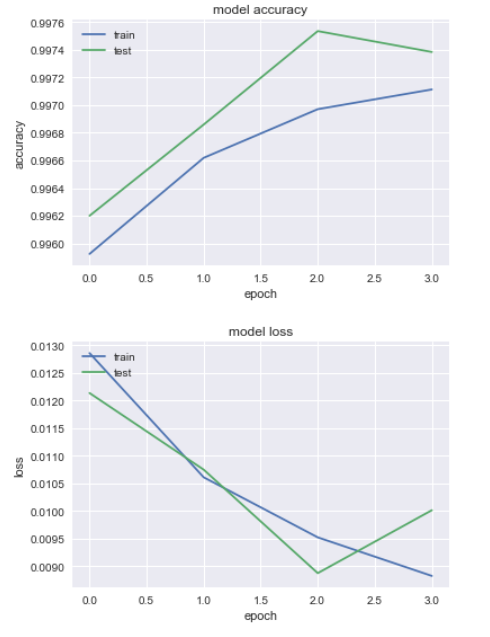 model accuracy
0.9976
train
test
0.9974
0.9972
0.9970
0.9968
0.9966
0.9964
0.9962
0.9960
accuracy
0.0 0.5 1.0 1.5 2.0 2.5 3.0
epoch
model loss
0.0130
train
test
0.0125
0.0120
0.0115
0.0110
0.0105
0.0100
0.0095
0.0090
loss
0.0 0.5 1.0 1.5 2.0 2.5 3.0
epoch